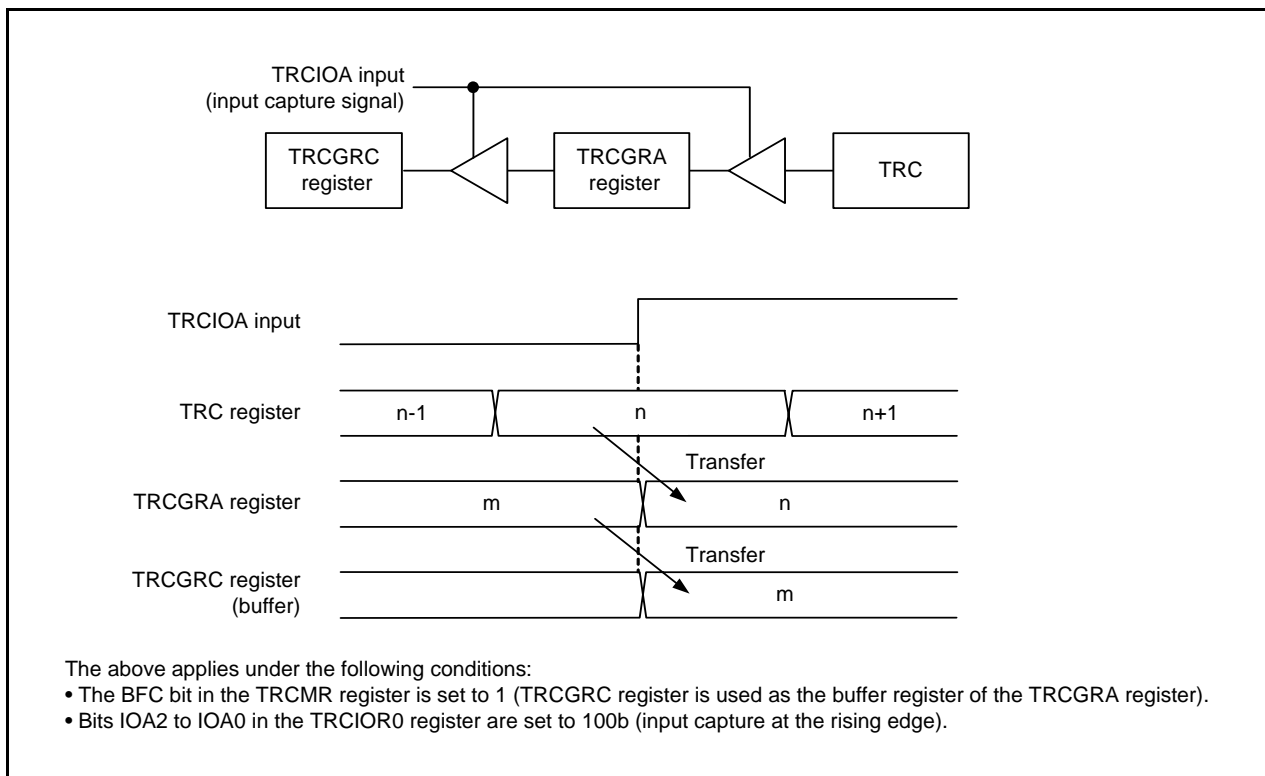 TRCIOA input
(input capture signal)
TRCGRC
register
TRCGRA
register
TRC
TRCIOA input
TRC register
n-1
n
n+1
Transfer
TRCGRA register
m
n
Transfer
TRCGRC register
(buffer)
m
The above applies under the following conditions:
• The BFC bit in the TRCMR register is set to 1 (TRCGRC register is used as the buffer register of the TRCGRA register).
• Bits IOA2 to IOA0 in the TRCIOR0 register are set to 100b (input capture at the rising edge).